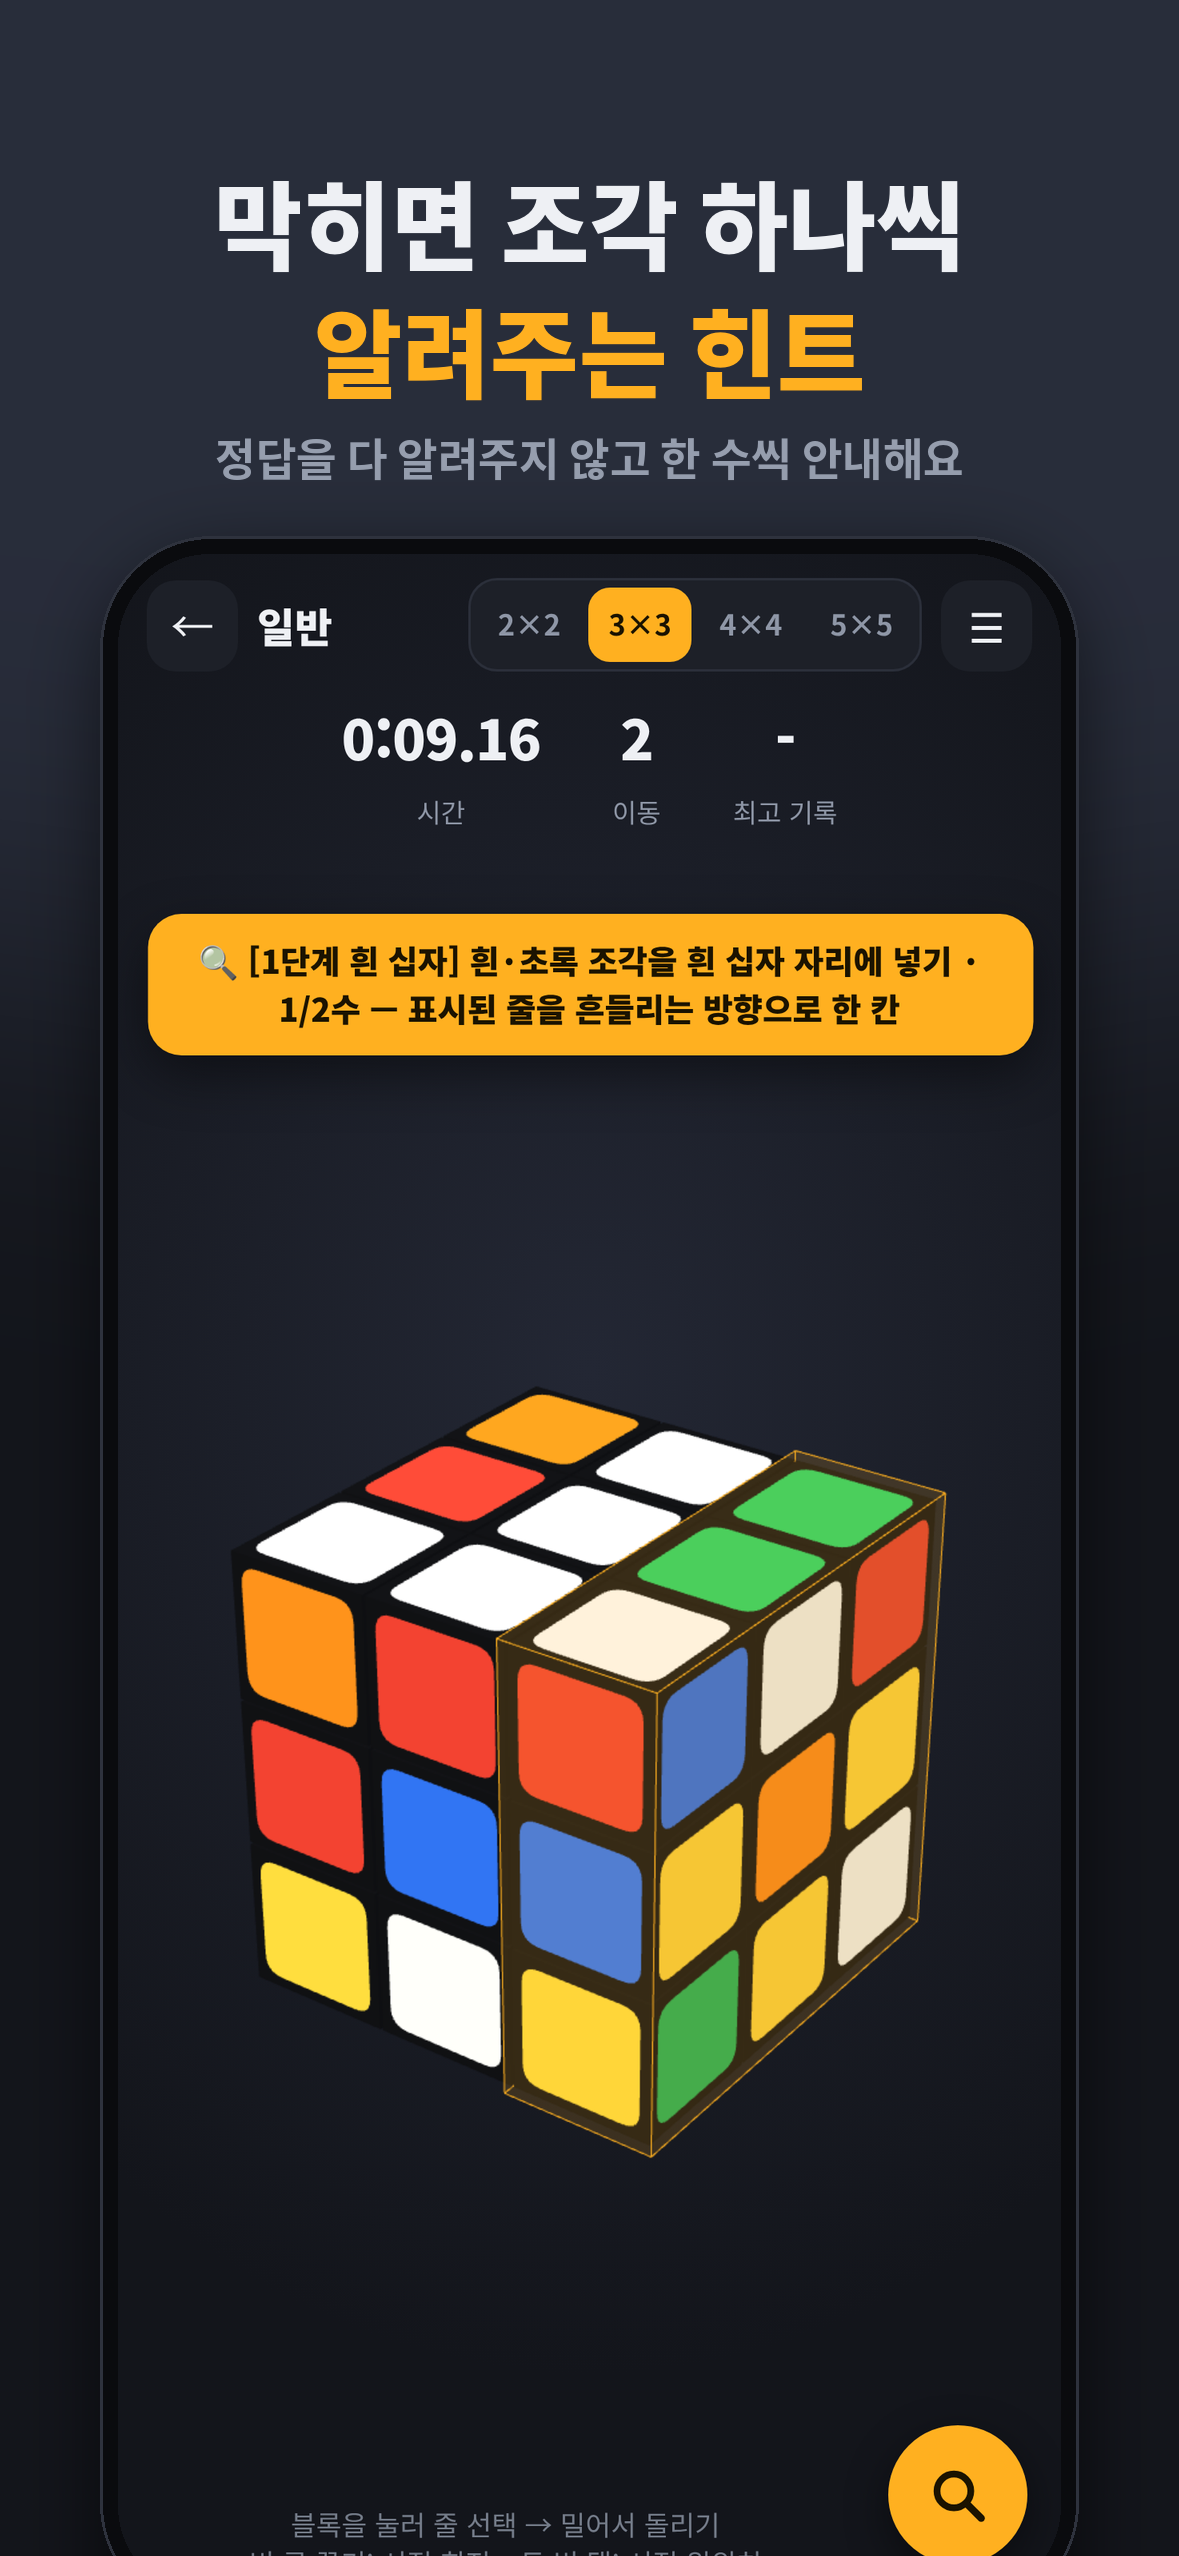 막히면 조각 하나씩
알려주는 힌트
정답을 다 알려주지 않고 한 수씩 안내해요
← 일반 2×2 3×3 4×4 5×5 ☰
0:09.16 2 -
시간 이동 최고 기록
🔍 [1단계 흰 십자] 흰·초록 조각을 흰 십자 자리에 넣기 ·
1/2수 — 표시된 줄을 흔들리는 방향으로 한 칸
블록을 눌러 줄 선택 → 밀어서 돌리기